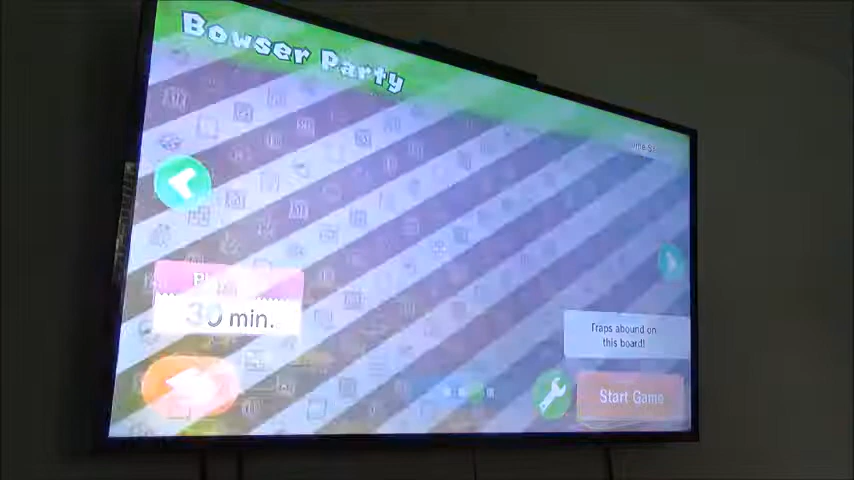 Bowser Party
30 min.
Traps abound on
this board!
Start Game